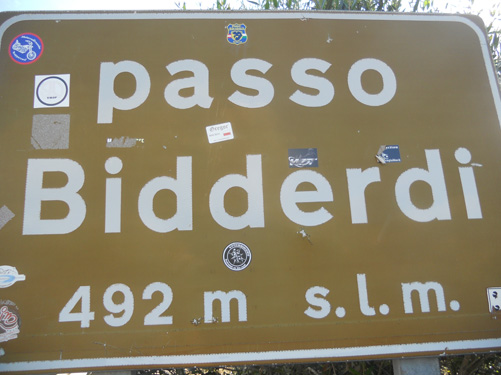 passo
Bidderdi
492 m s.l.m.